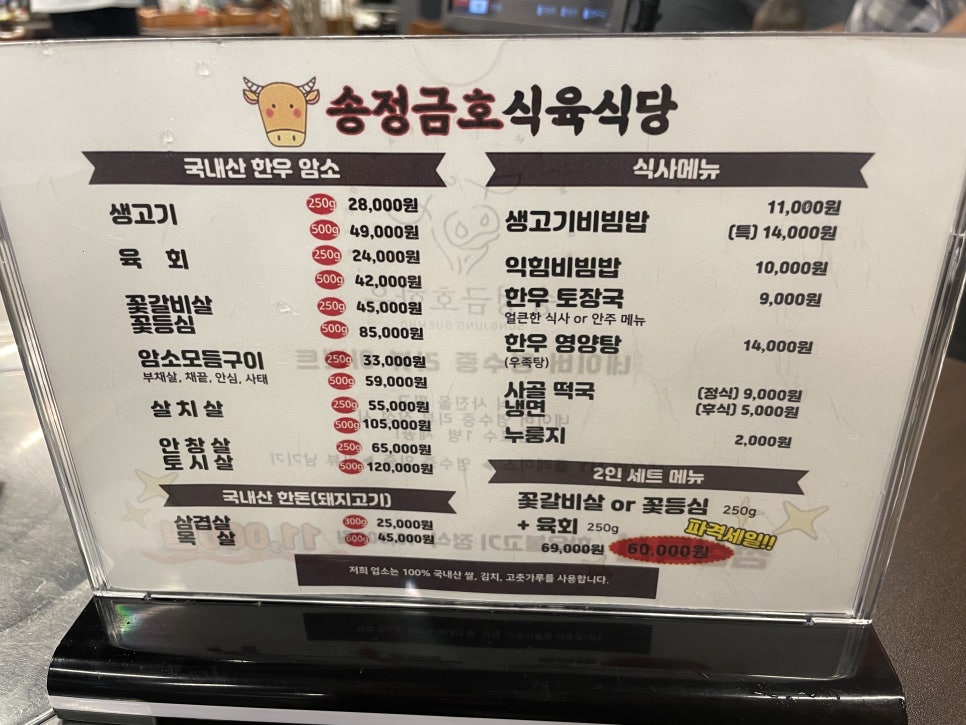 송정금호식육식당
국내산 한우 암소
생고기 250g 28,000원
500g 49,000원
육 회 250g 24,000원
500g 42,000원
꽃갈비살 250g 45,000원
꽃등심 500g 85,000원
암소모듬구이 250g 33,000원
부채살, 채끝, 안심, 사태 500g 59,000원
살치살 250g 55,000원
500g 105,000원
안창살 250g 65,000원
토시살 500g 120,000원
국내산 한돈(돼지고기)
삼겹살 300g 25,000원
목 살 600g 45,000원
식사메뉴
생고기비빔밥 11,000원
(특) 14,000원
익힘비빔밥 10,000원
한우 토장국 9,000원
얼큰한 식사 or 안주 메뉴
한우 영양탕 14,000원
(우족탕)
사골 떡국 (정식) 9,000원
냉면 (후식) 5,000원
누룽지 2,000원
2인 세트 메뉴
꽃갈비살 or 꽃등심 250g
+ 육회 250g 파격세일!!
69,000원 60,000원
저희 업소는 100% 국내산 쌀, 김치, 고춧가루를 사용합니다.